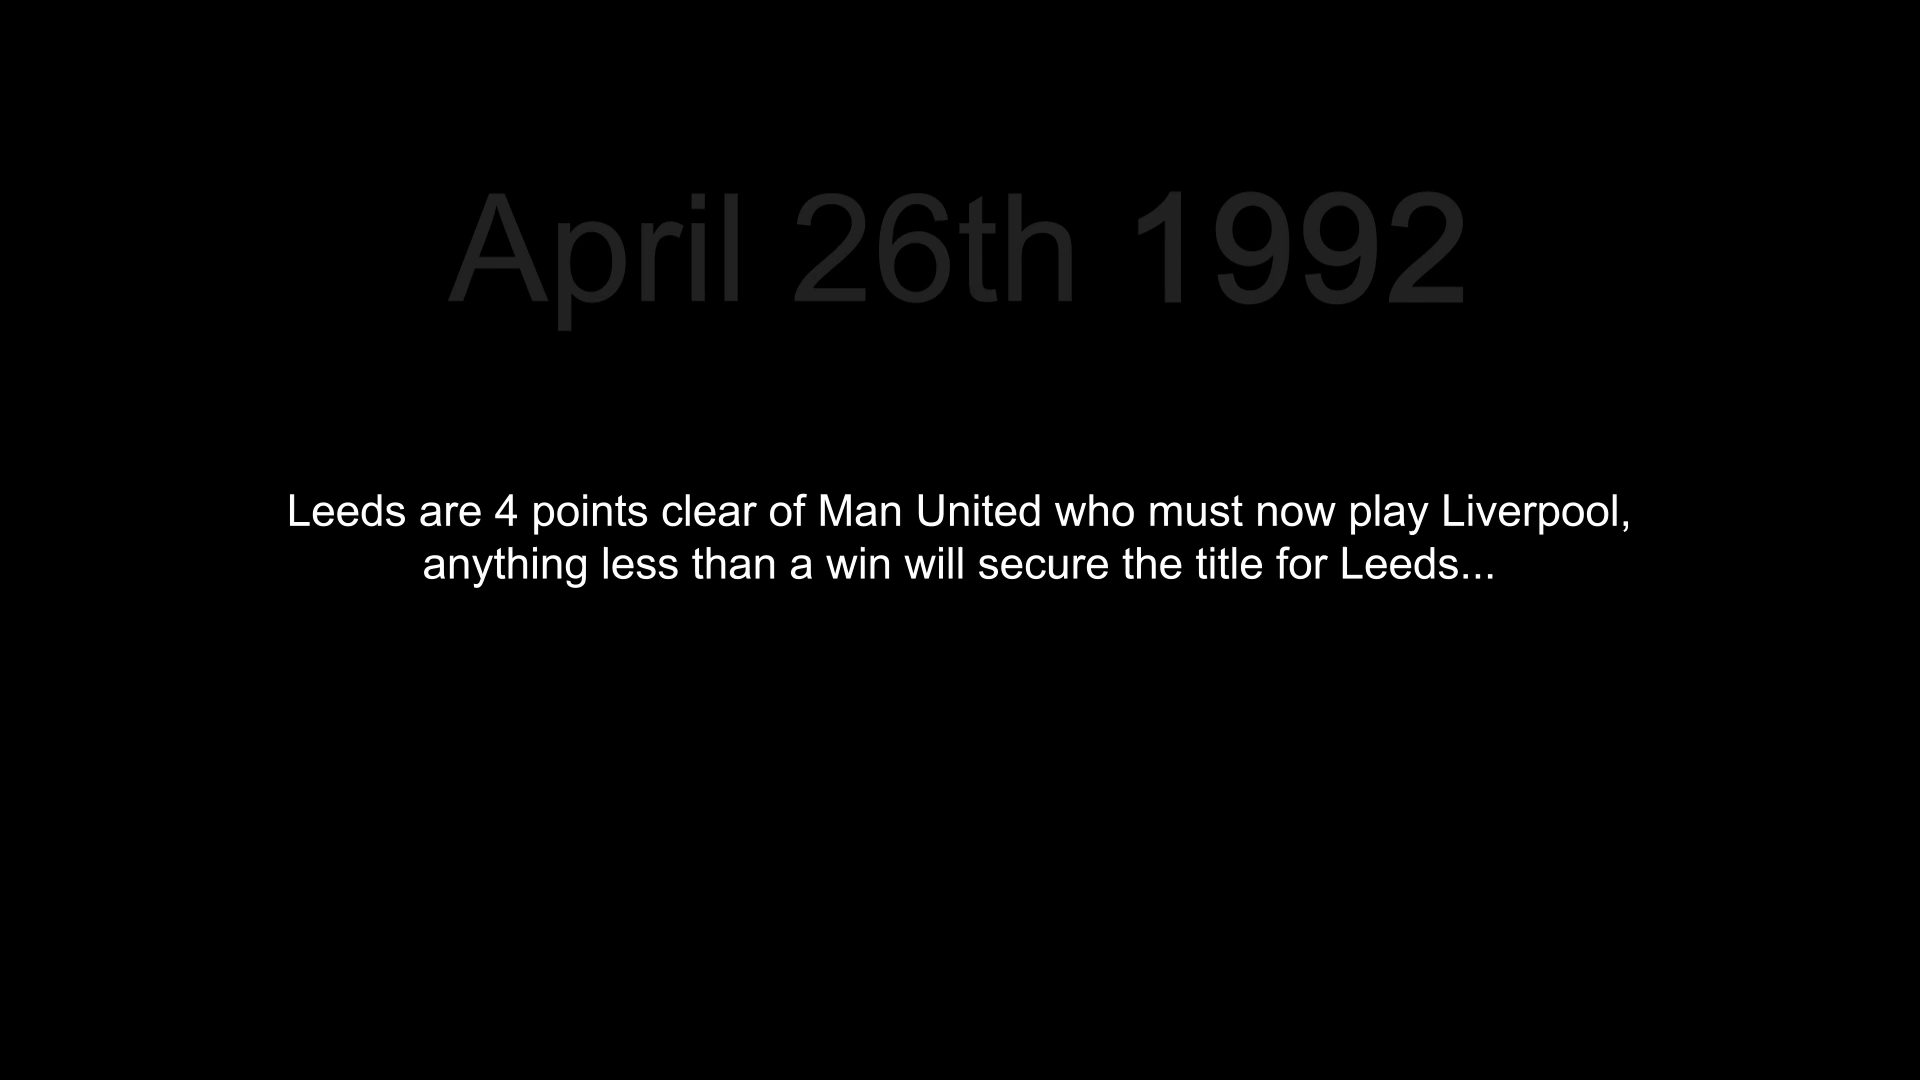 April 26th 1992
Leeds are 4 points clear of Man United who must now play Liverpool,
anything less than a win will secure the title for Leeds...